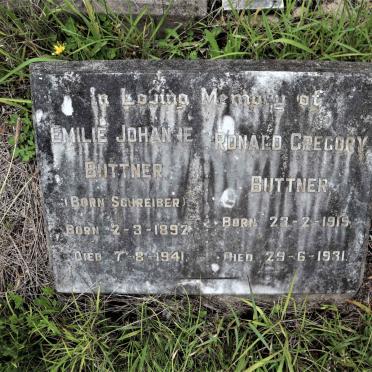 In Loving Memory of
EMILIE JOHANNE
BUTTNER
(BORN SCHREIBER)
BORN 2-3-1892
DIED 7-8-1941.
RONALD GREGORY
BUTTNER
BORN 23-2-1915
DIED 29-6-1931.